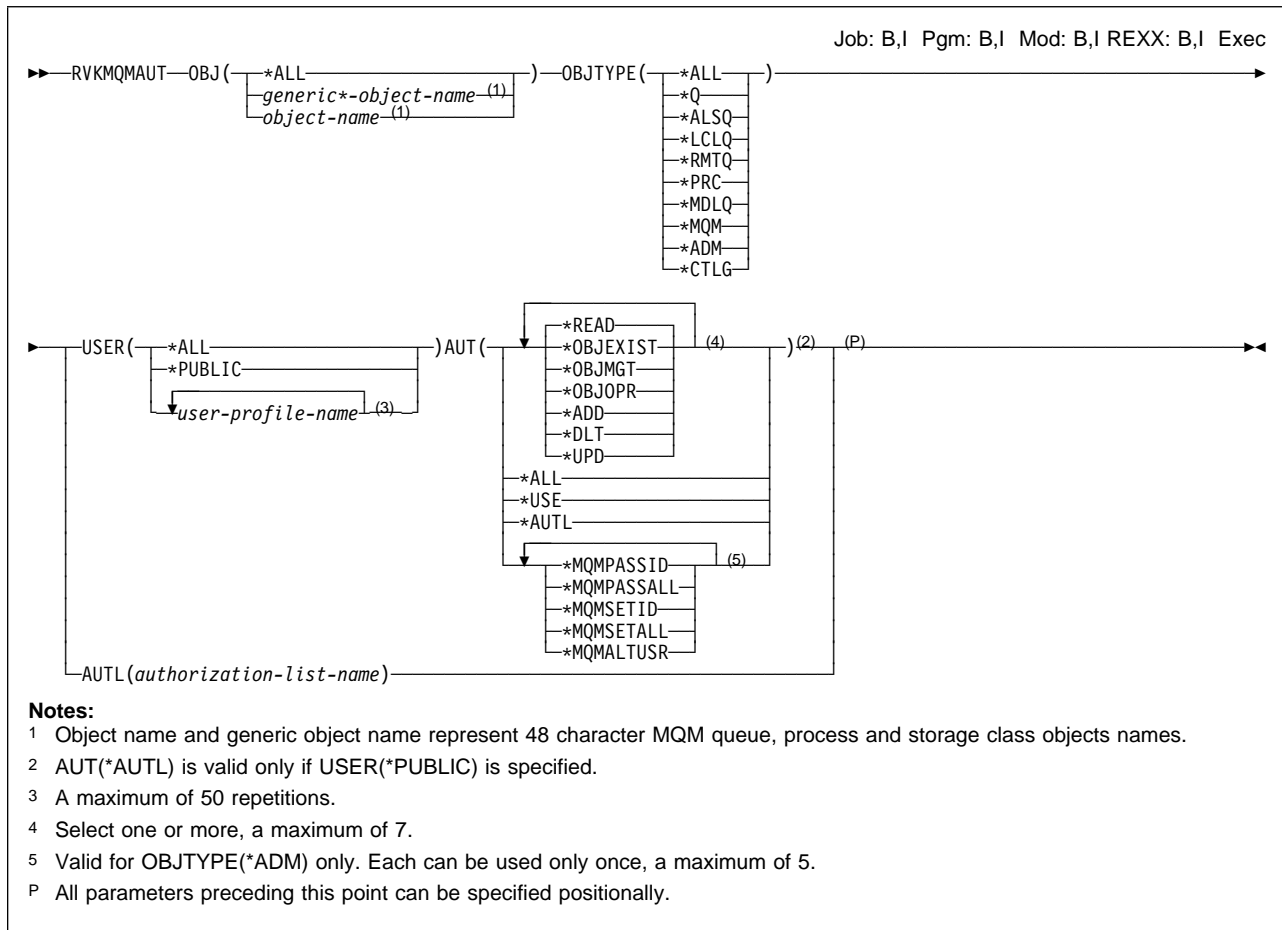 Job: B,I Pgm: B,I Mod: B,I REXX: B,I Exec
RVKMQMAUT OBJ( *ALL ) OBJTYPE( *ALL )
generic*-object-name (1)
object-name (1)
*Q
*ALSQ
*LCLQ
*RMTQ
*PRC
*MDLQ
*MQM
*ADM
*CTLG
USER( *ALL )AUT( *READ )(2) (P)
*PUBLIC
user-profile-name (3)
*OBJEXIST (4)
*OBJMGT
*OBJOPR
*ADD
*DLT
*UPD
*ALL
*USE
*AUTL
*MQMPASSID (5)
*MQMPASSALL
*MQMSETID
*MQMSETALL
*MQMALTUSR
AUTL(authorization-list-name)
Notes:
1 Object name and generic object name represent 48 character MQM queue, process and storage class objects names.
2 AUT(*AUTL) is valid only if USER(*PUBLIC) is specified.
3 A maximum of 50 repetitions.
4 Select one or more, a maximum of 7.
5 Valid for OBJTYPE(*ADM) only. Each can be used only once, a maximum of 5.
P All parameters preceding this point can be specified positionally.